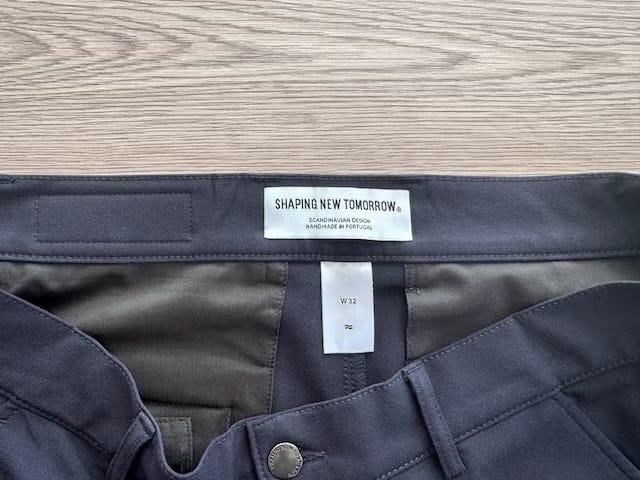 SHAPING NEW TOMORROW®
SCANDINAVIAN DESIGN
HANDMADE IN PORTUGAL
W 32